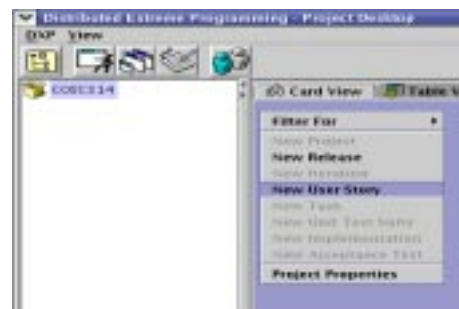 Distributed Extreme Programming - Project Desktop
DXP View
COSC314
Card View Table V
Filter For
New Project
New Release
New Iteration
New User Story
New Task
New Unit Test Suite
New Implementation
New Acceptance Test
Project Properties